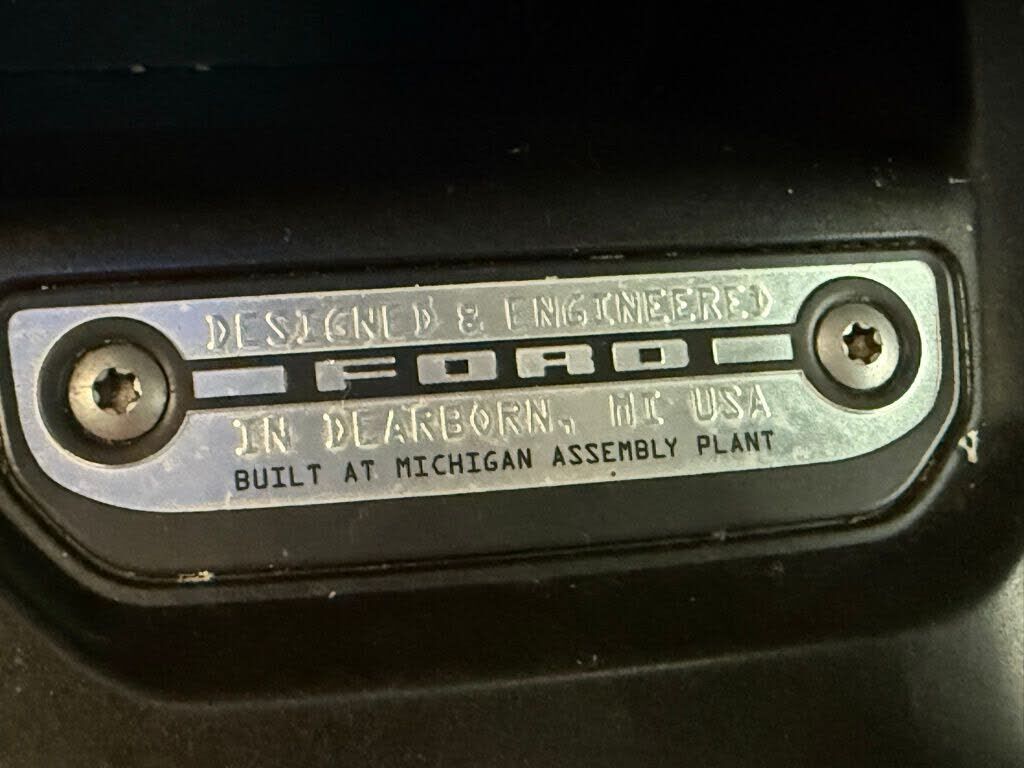 DESIGNED & ENGINEERED
FORD
IN DEARBORN, MI USA
BUILT AT MICHIGAN ASSEMBLY PLANT